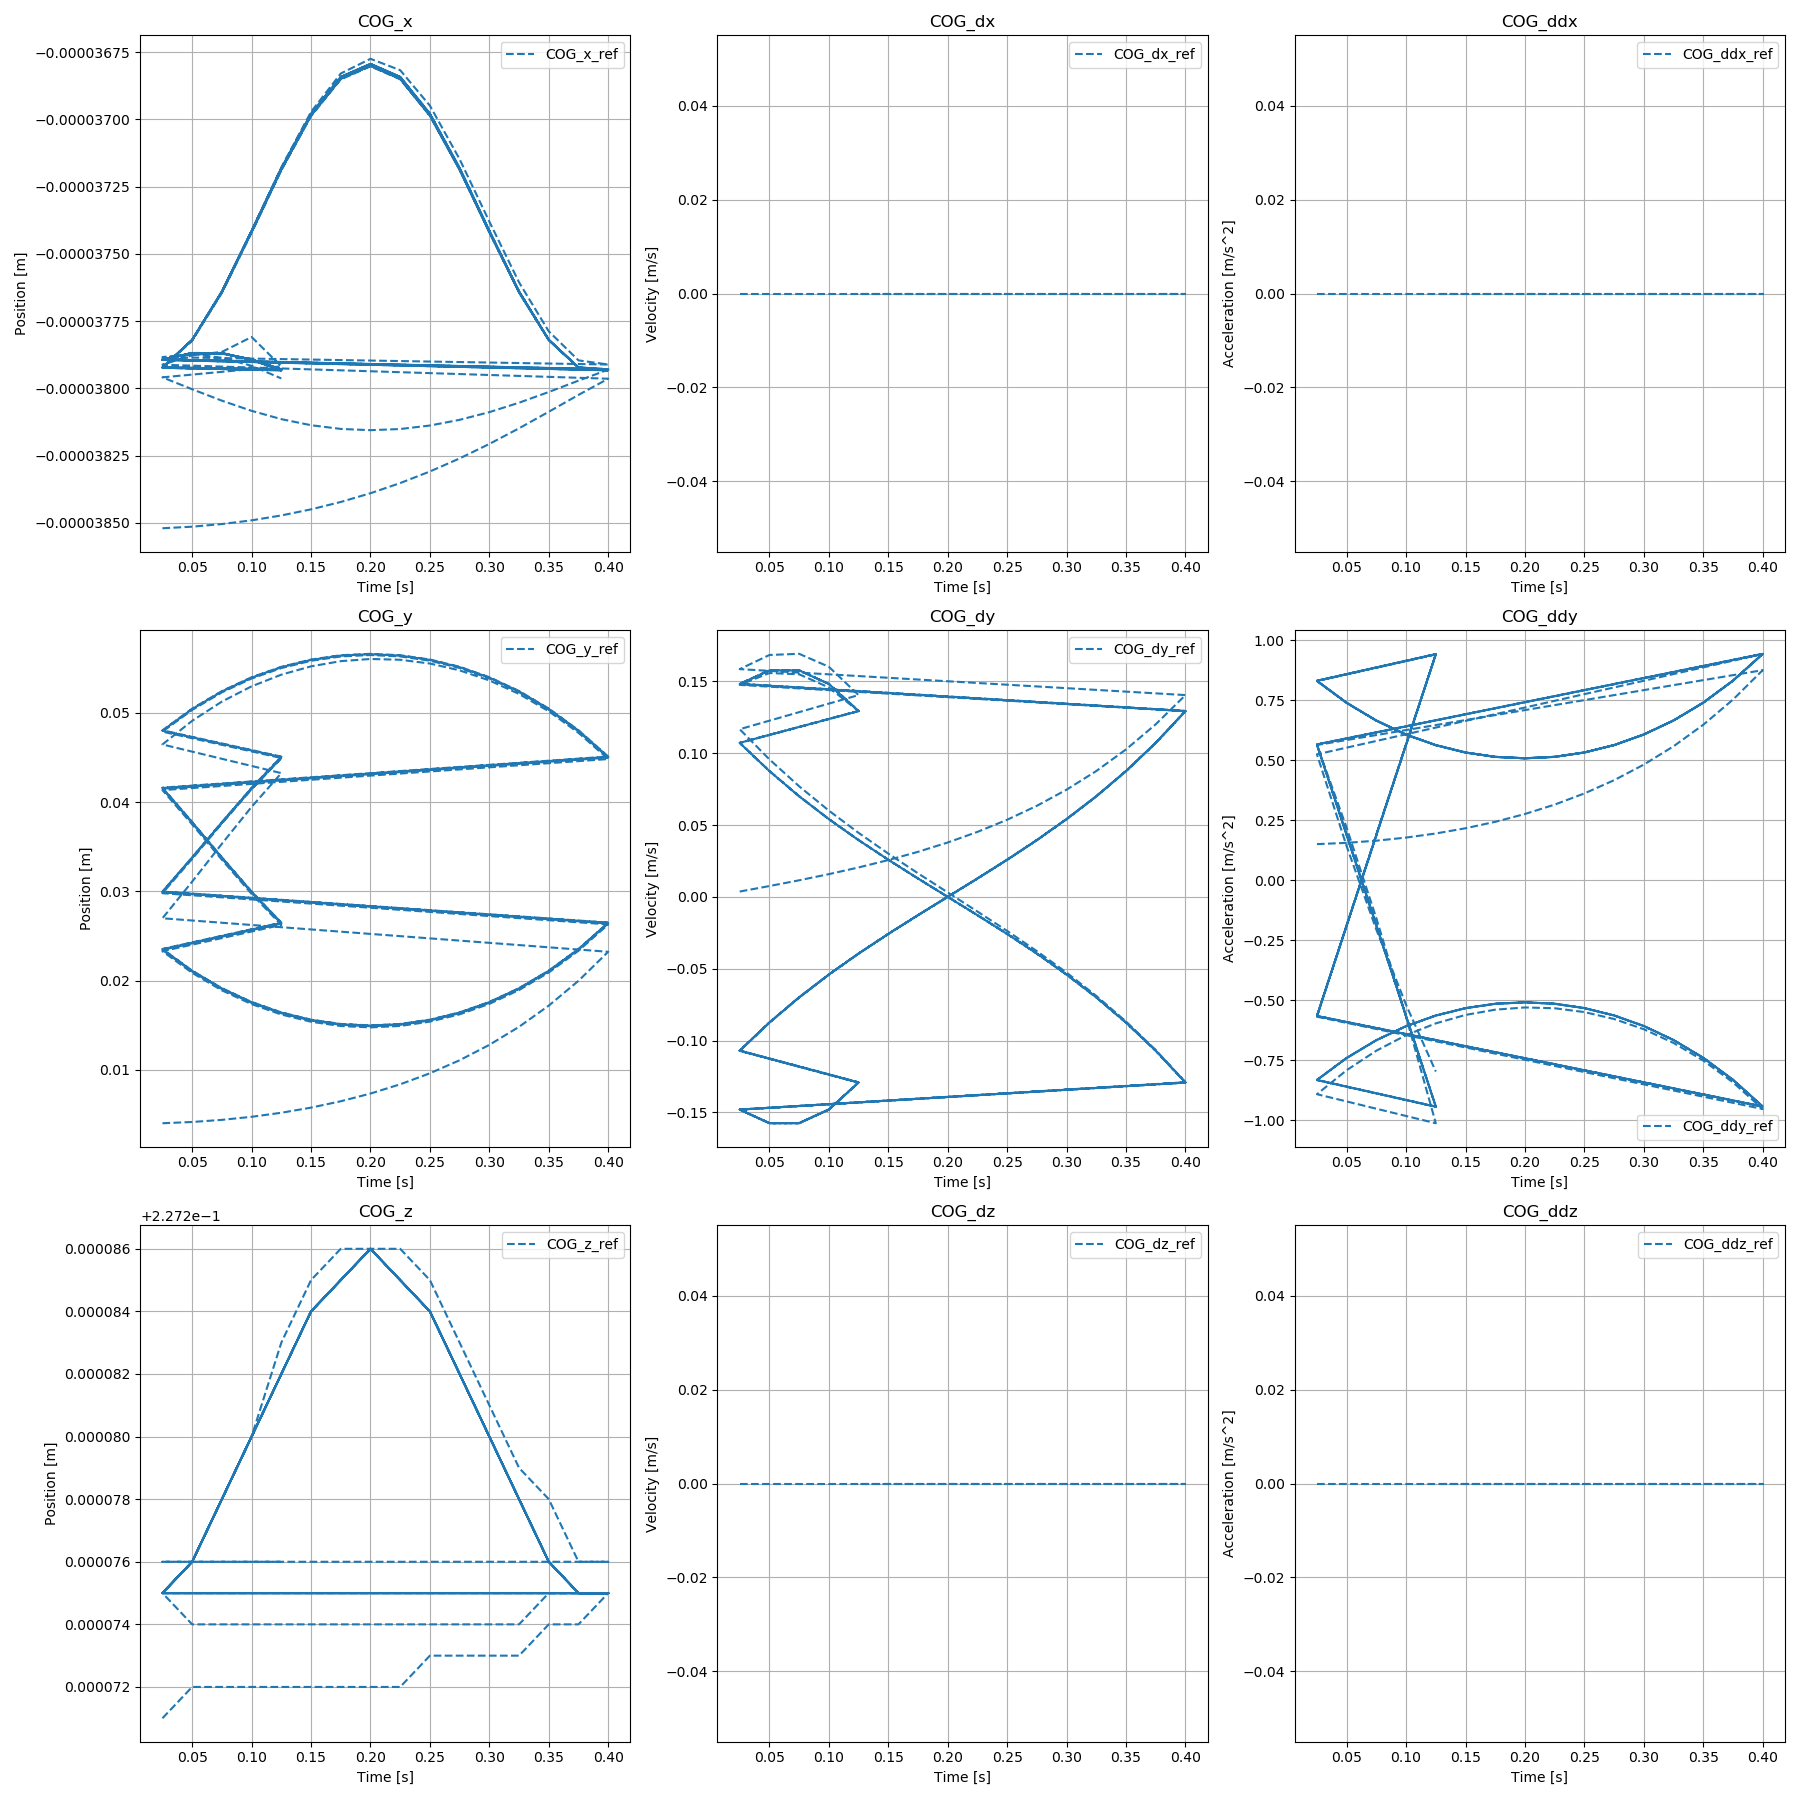 COG_x
COG_x_ref
−0.00003675
−0.00003700
−0.00003725
−0.00003750
−0.00003775
−0.00003800
−0.00003825
−0.00003850
Position [m]
0.05 0.10 0.15 0.20 0.25 0.30 0.35 0.40
Time [s]
COG_dx
COG_dx_ref
0.04
0.02
0.00
−0.02
−0.04
Velocity [m/s]
0.05 0.10 0.15 0.20 0.25 0.30 0.35 0.40
Time [s]
COG_ddx
COG_ddx_ref
0.04
0.02
0.00
−0.02
−0.04
Acceleration [m/s^2]
0.05 0.10 0.15 0.20 0.25 0.30 0.35 0.40
Time [s]
COG_y
COG_y_ref
0.05
0.04
0.03
0.02
0.01
Position [m]
0.05 0.10 0.15 0.20 0.25 0.30 0.35 0.40
Time [s]
COG_dy
COG_dy_ref
0.15
0.10
0.05
0.00
−0.05
−0.10
−0.15
Velocity [m/s]
0.05 0.10 0.15 0.20 0.25 0.30 0.35 0.40
Time [s]
COG_ddy
1.00
0.75
0.50
0.25
0.00
−0.25
−0.50
−0.75
−1.00
COG_ddy_ref
Acceleration [m/s^2]
0.05 0.10 0.15 0.20 0.25 0.30 0.35 0.40
Time [s]
COG_z
+2.272e−1
COG_z_ref
0.000086
0.000084
0.000082
0.000080
0.000078
0.000076
0.000074
0.000072
Position [m]
0.05 0.10 0.15 0.20 0.25 0.30 0.35 0.40
Time [s]
COG_dz
COG_dz_ref
0.04
0.02
0.00
−0.02
−0.04
Velocity [m/s]
0.05 0.10 0.15 0.20 0.25 0.30 0.35 0.40
Time [s]
COG_ddz
COG_ddz_ref
0.04
0.02
0.00
−0.02
−0.04
Acceleration [m/s^2]
0.05 0.10 0.15 0.20 0.25 0.30 0.35 0.40
Time [s]